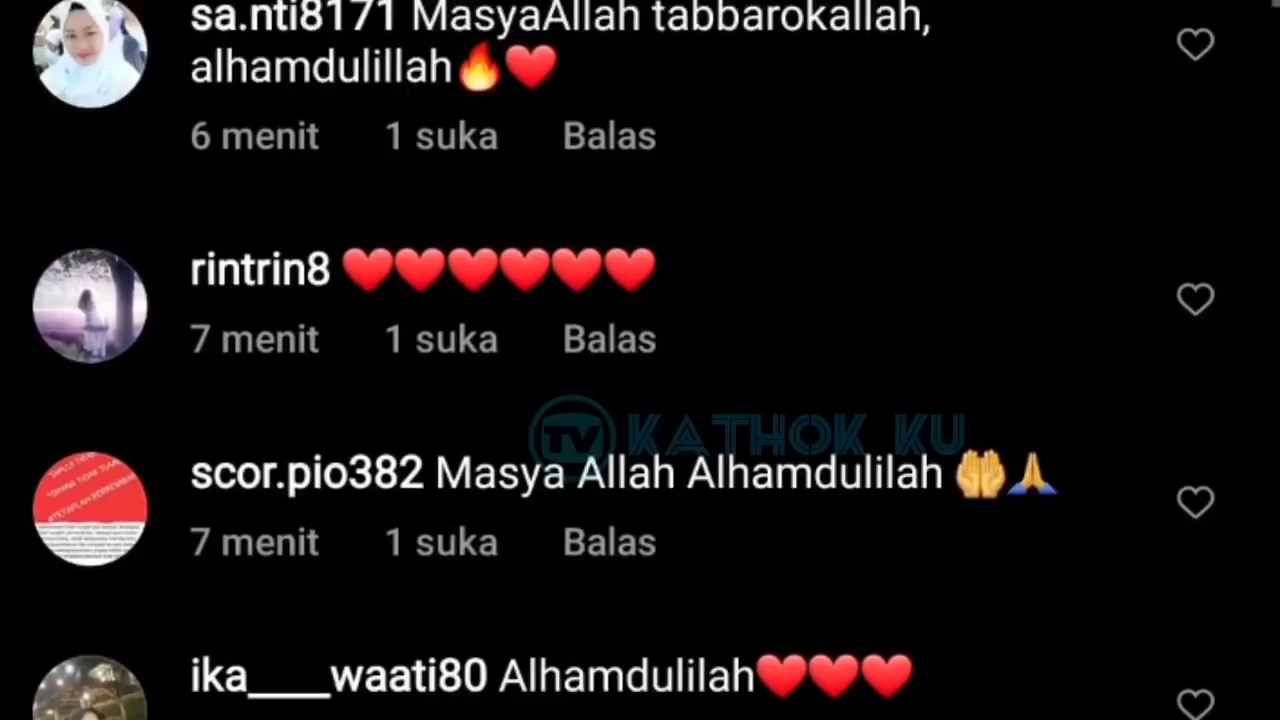 sa.nti8171 MasyaAllah tabbarokallah,
alhamdulillah🔥❤️
6 menit 1 suka Balas
rintrin8 ❤️❤️❤️❤️❤️❤️
7 menit 1 suka Balas
TV KATHOK KU
scor.pio382 Masya Allah Alhamdulilah 🤲🙏
7 menit 1 suka Balas
ika____waati80 Alhamdulilah❤️❤️❤️